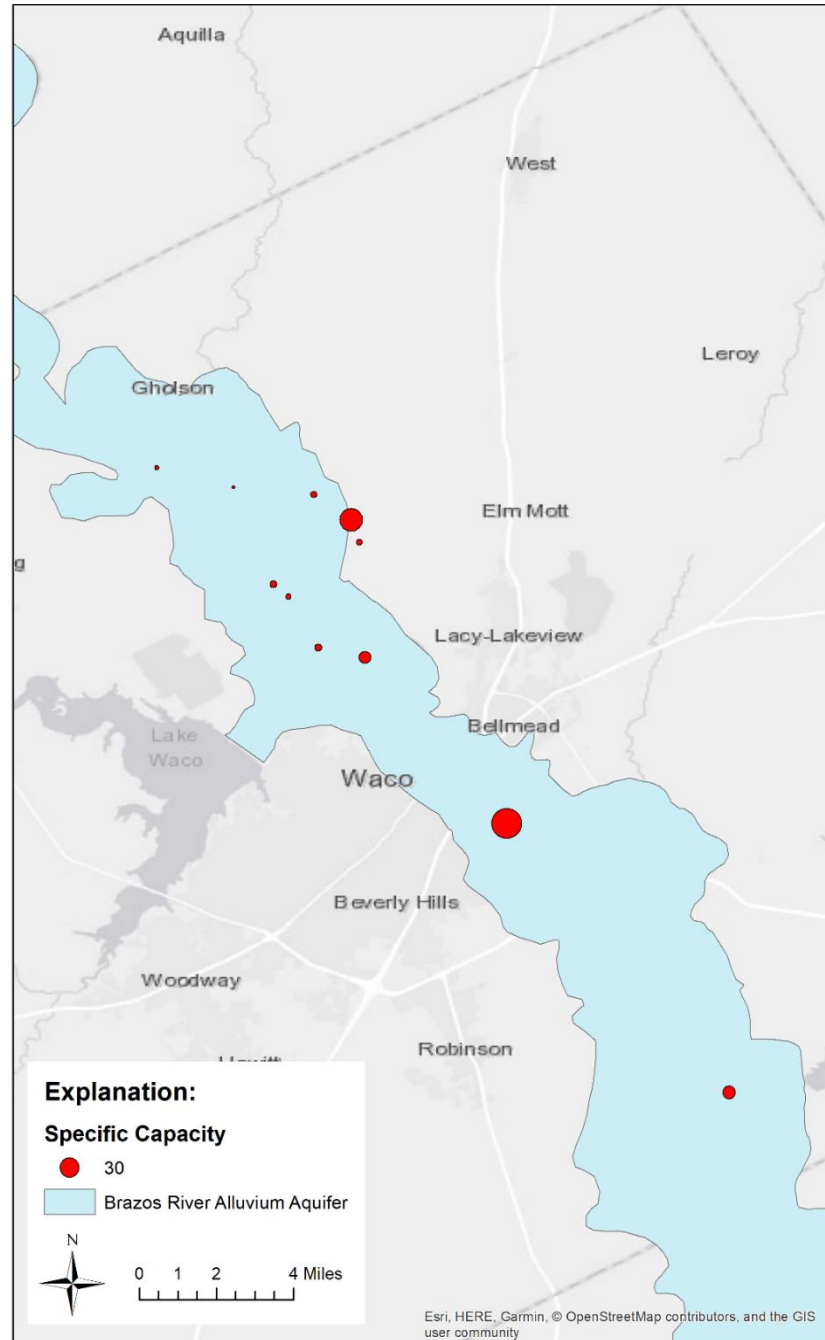 Aquilla
West
Leroy
Gholson
Elm Mott
g
Lacy-Lakeview
Lake
Waco
Bellmead
Waco
Beverly Hills
Woodway
Robinson
Explanation:
Specific Capacity
30
Brazos River Alluvium Aquifer
N
0 1 2 4 Miles
Esri, HERE, Garmin, © OpenStreetMap contributors, and the GIS
user community